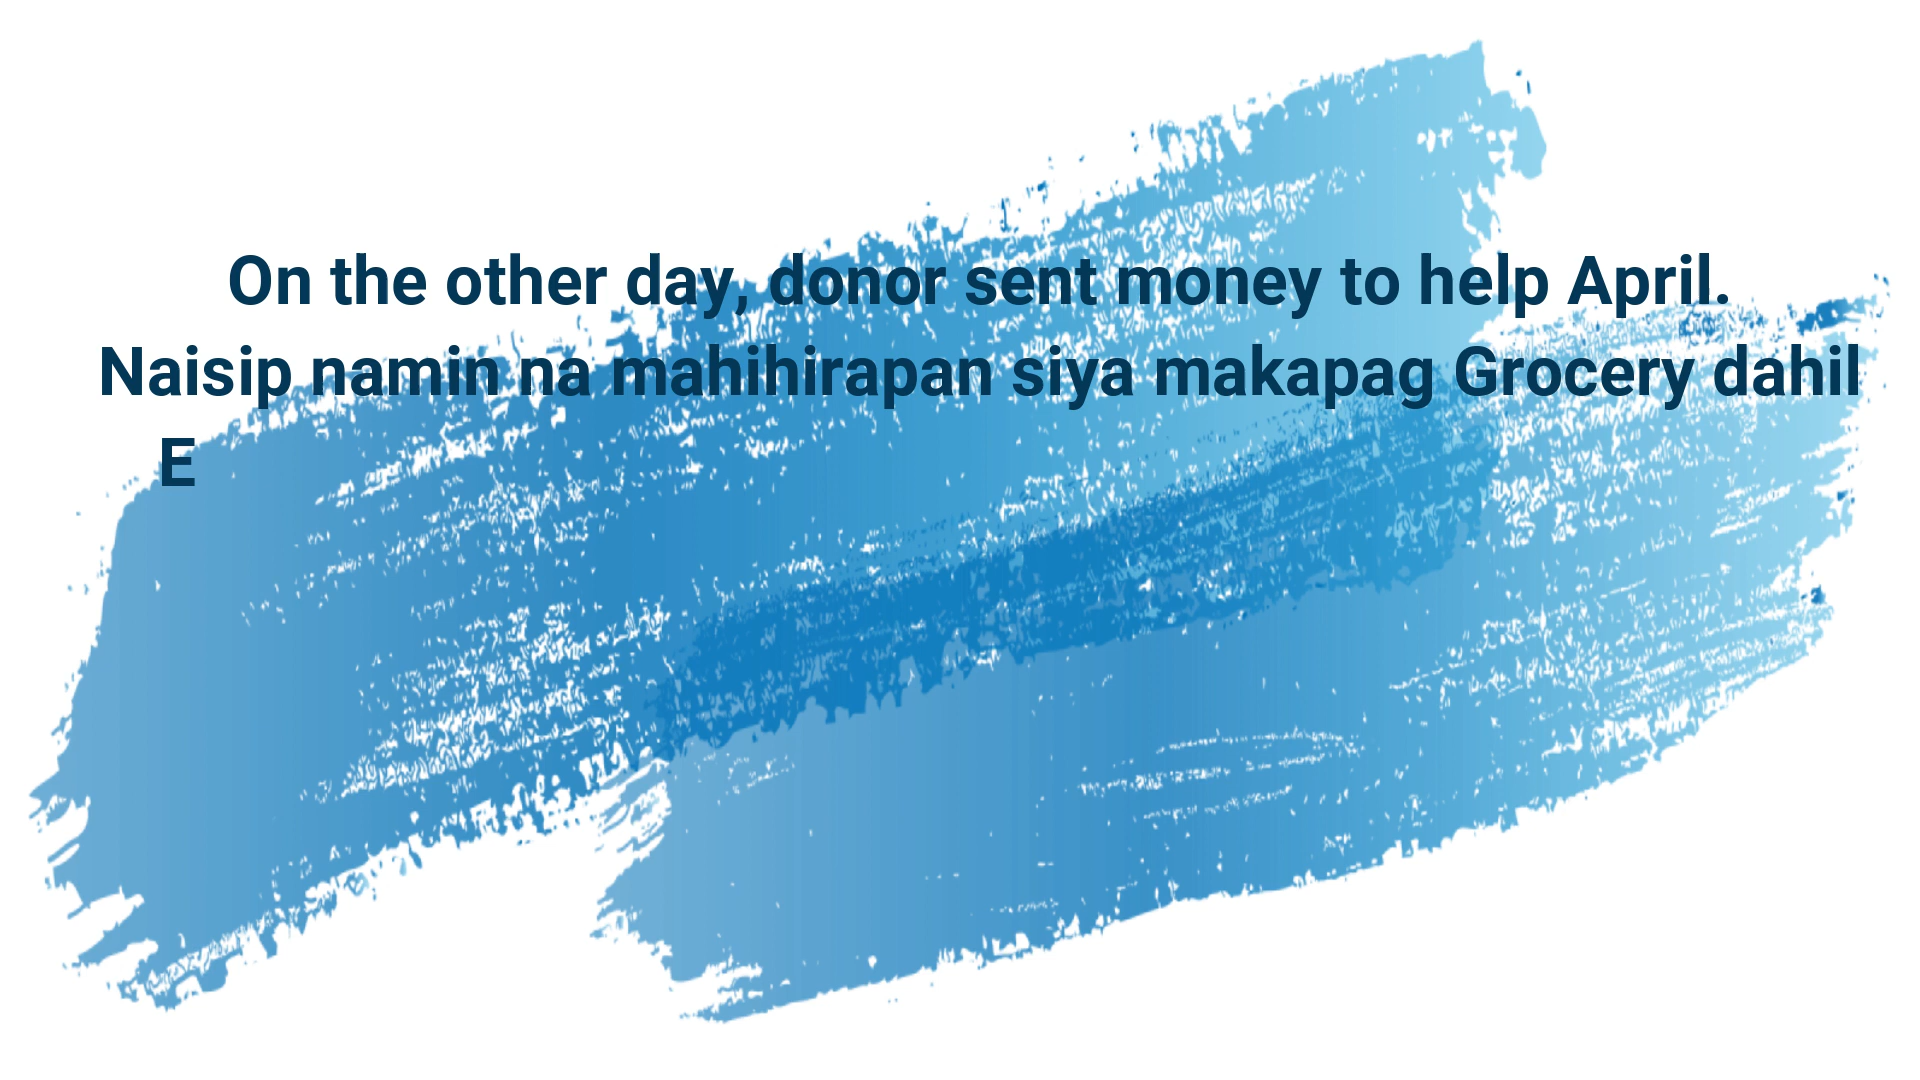 On the other day, donor sent money to help April.
Naisip namin na mahihirapan siya makapag Grocery dahil
E